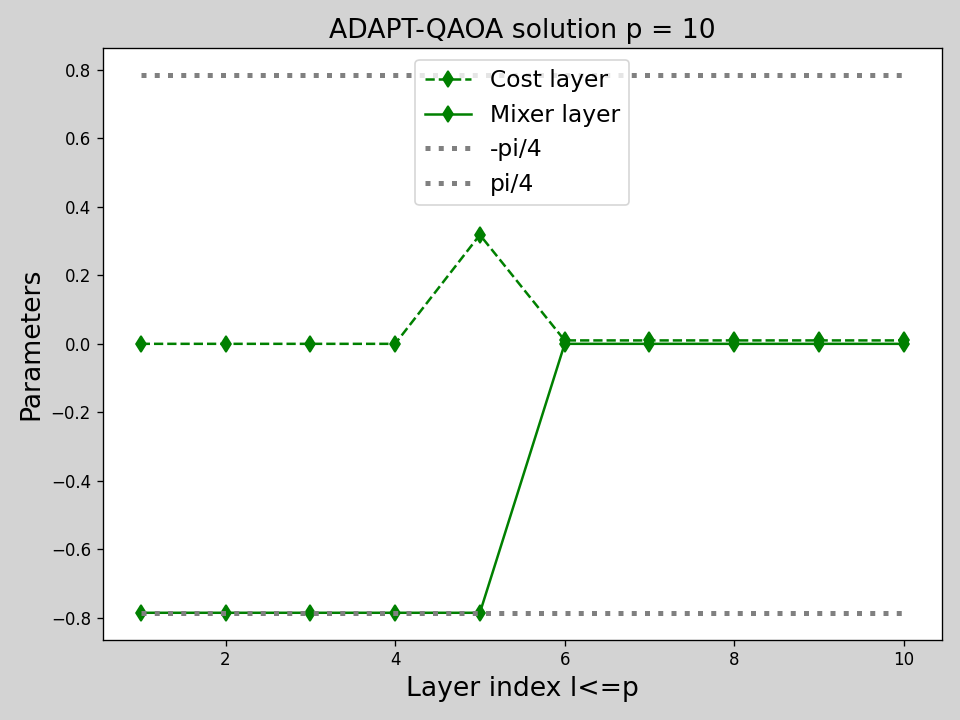 ADAPT-QAOA solution p = 10
Cost layer
Mixer layer
-pi/4
pi/4
Parameters
0.8
0.6
0.4
0.2
0.0
−0.2
−0.4
−0.6
−0.8
2 4 6 8 10
Layer index l<=p